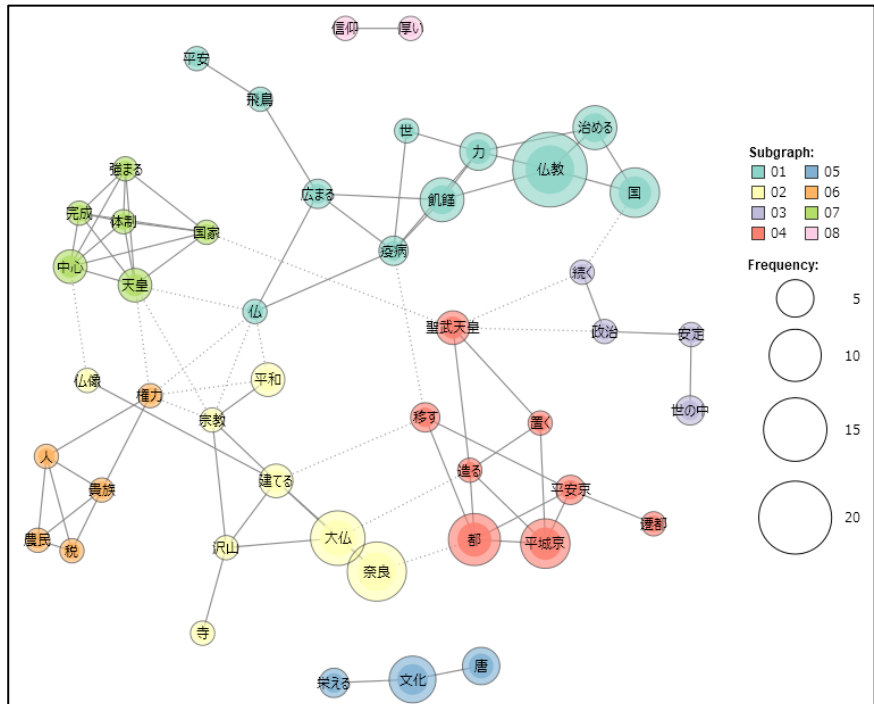 信仰 厚い
平安
飛鳥
世
力
治める
仏教
国
飢饉
広まる
疫病
仏
強まる
完成
体制
国家
中心
天皇
続く
政治
安定
世の中
聖武天皇
仏像
権力
平和
宗教
移す
置く
人
貴族
農民
税
建てる
造る
平安京
遷都
大仏
奈良
沢山
都
平城京
寺
栄える 文化 唐
Subgraph:
01 05
02 06
03 07
04 08
Frequency:
5
10
15
20